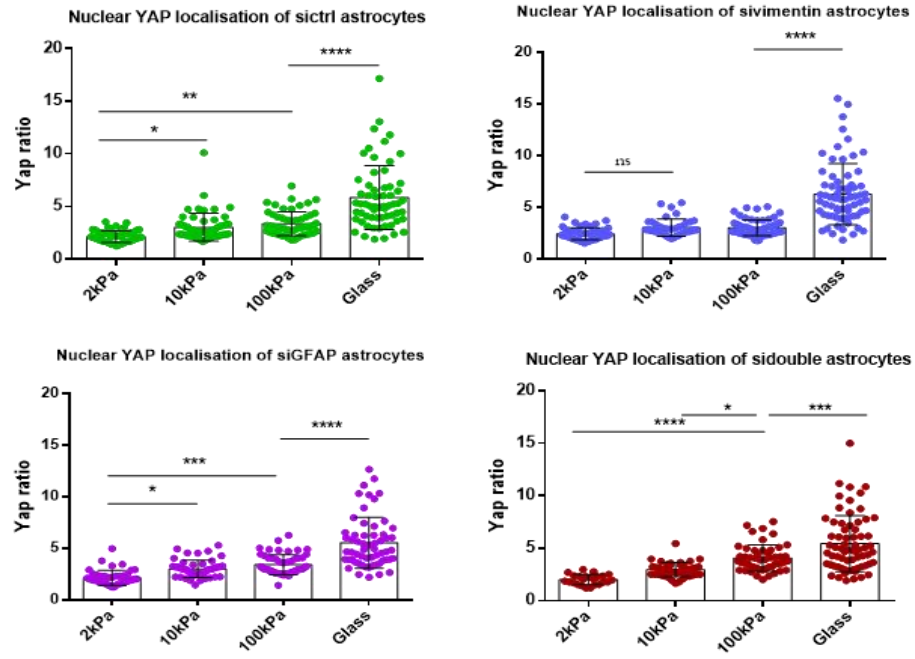 Nuclear YAP localisation of sictrl astrocytes
Yap ratio
20
15
10
5
0
****
**
*
2kPa
10kPa
100kPa
Glass
Nuclear YAP localisation of sivimentin astrocytes
Yap ratio
20
15
10
5
0
****
2kPa
10kPa
100kPa
Glass
Nuclear YAP localisation of siGFAP astrocytes
Yap ratio
20
15
10
5
0
****
***
*
2kPa
10kPa
100kPa
Glass
Nuclear YAP localisation of sidouble astrocytes
Yap ratio
20
15
10
5
0
*
***
****
2kPa
10kPa
100kPa
Glass